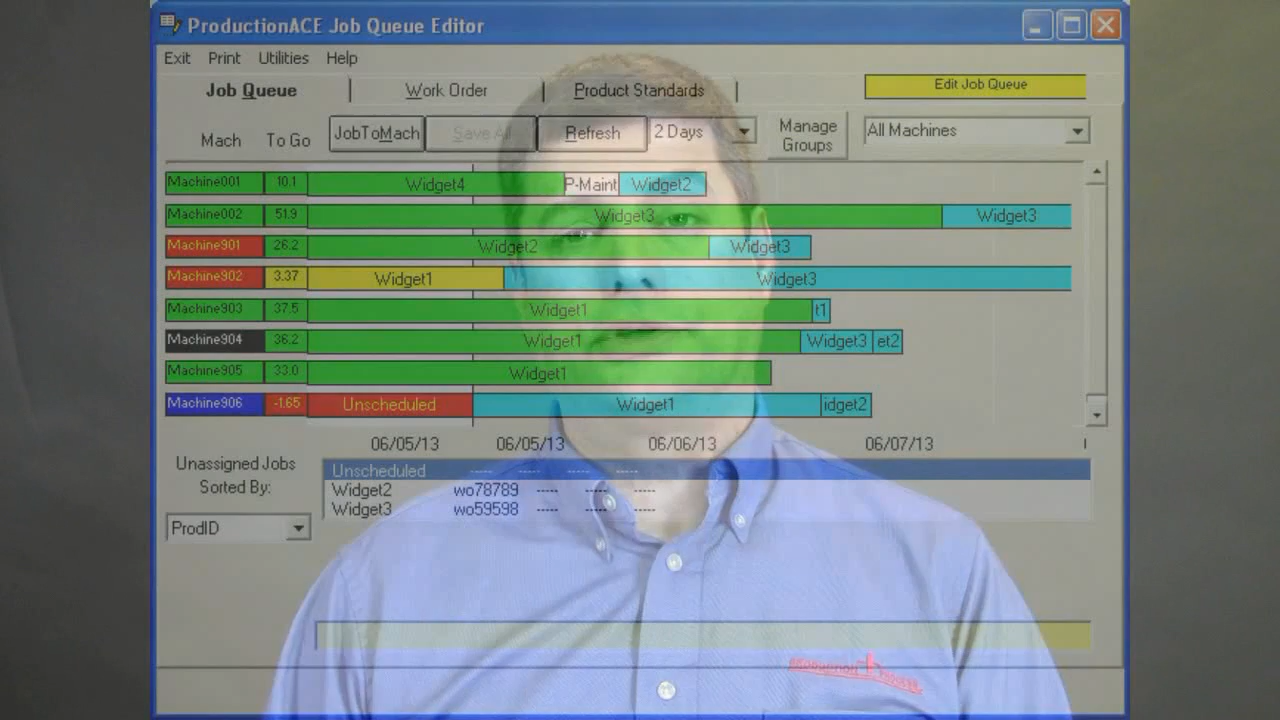 ProductionACE Job Queue Editor
Exit Print Utilities Help
Job Queue Work Order Product Standards Edit Job Queue
Mach To Go JobToMach Save All Refresh 2 Days Manage Groups All Machines
Machine001 10.1 Widget4 P-Maint Widget2
Machine002 51.9 Widget3 Widget3
Machine901 26.2 Widget2 Widget3
Machine902 3.37 Widget1 Widget3
Machine903 37.5 Widget1 t1
Machine904 36.2 Widget1 Widget3 et2
Machine905 33.0 Widget1
Machine906 -1.65 Unscheduled Widget1 idget2
06/05/13 06/05/13 06/06/13 06/07/13
Unassigned Jobs
Sorted By:
ProdID
Unscheduled ----- ----- ----- -----
Widget2 wo78789 ----- ----- -----
Widget3 wo59598 ----- ----- -----